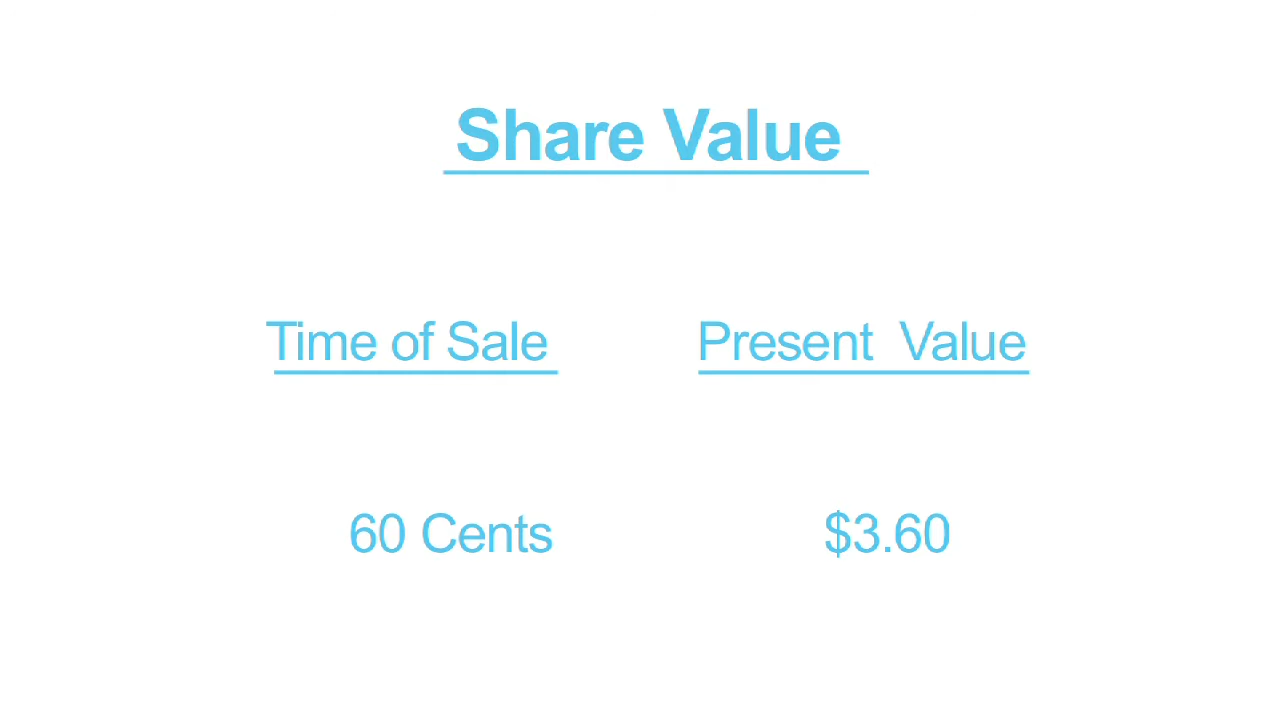 Share Value
Time of Sale
Present Value
60 Cents
$3.60